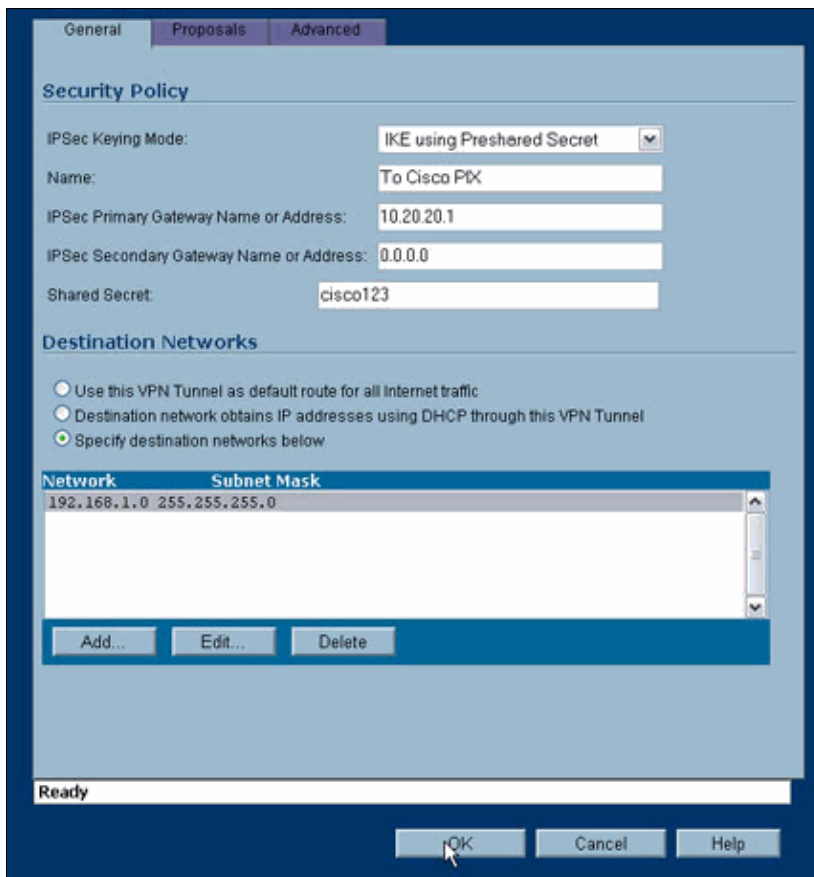 General Proposals Advanced
Security Policy
IPSec Keying Mode: IKE using Preshared Secret
Name: To Cisco PIX
IPSec Primary Gateway Name or Address: 10.20.20.1
IPSec Secondary Gateway Name or Address: 0.0.0.0
Shared Secret: cisco123
Destination Networks
Use this VPN Tunnel as default route for all Internet traffic
Destination network obtains IP addresses using DHCP through this VPN Tunnel
Specify destination networks below
Network Subnet Mask
192.168.1.0 255.255.255.0
Add... Edit... Delete
Ready
OK Cancel Help